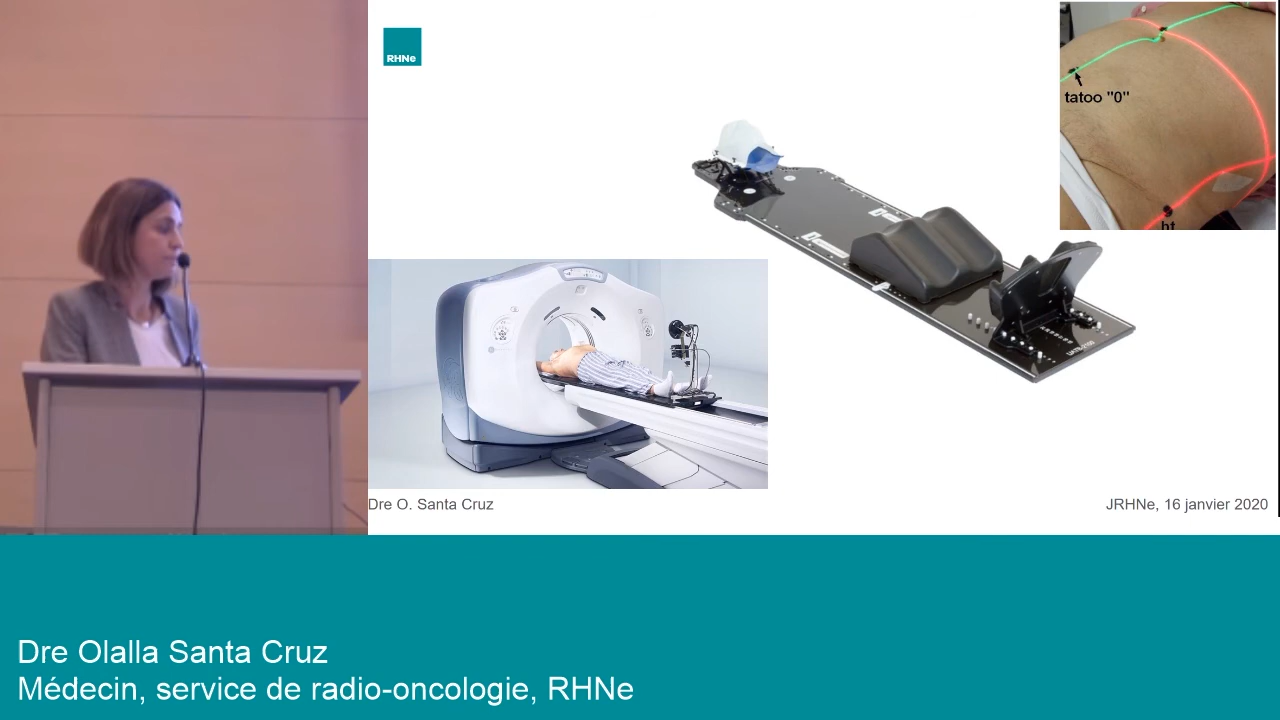 RHNe
tatoo "0"
ht
Dre O. Santa Cruz
JRHNe, 16 janvier 2020
Dre Olalla Santa Cruz
Médecin, service de radio-oncologie, RHNe